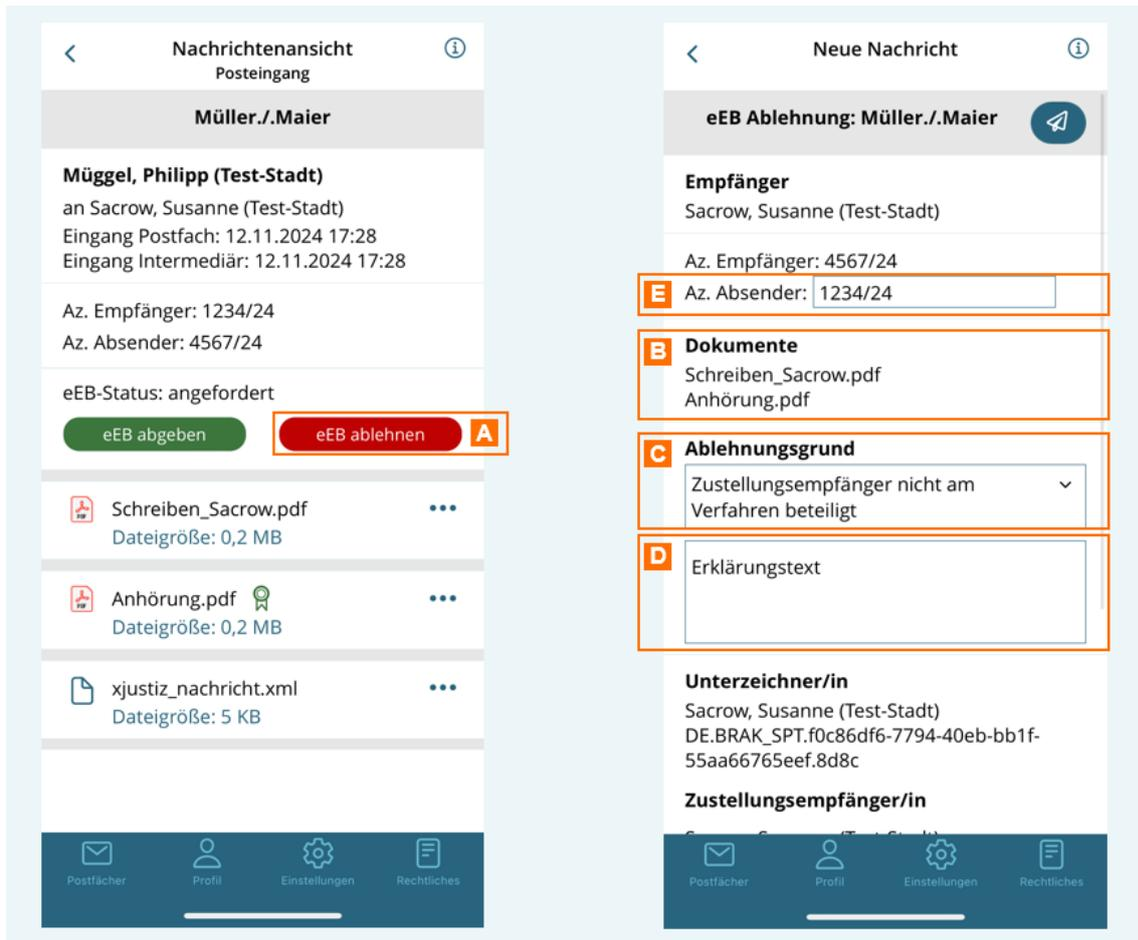 Nachrichtenansicht
Posteingang
Müller./.Maier
Müggel, Philipp (Test-Stadt)
an Sacrow, Susanne (Test-Stadt)
Eingang Postfach: 12.11.2024 17:28
Eingang Intermediär: 12.11.2024 17:28
Az. Empfänger: 1234/24
Az. Absender: 4567/24
eEB-Status: angefordert
eEB abgeben
eEB ablehnen
A
PDF
Schreiben_Sacrow.pdf
Dateigröße: 0,2 MB
PDF
Anhörung.pdf
Dateigröße: 0,2 MB
xjustiz_nachricht.xml
Dateigröße: 5 KB
Postfächer
Profil
Einstellungen
Rechtliches
Neue Nachricht
eEB Ablehnung: Müller./.Maier
Empfänger
Sacrow, Susanne (Test-Stadt)
Az. Empfänger: 4567/24
E
Az. Absender: 1234/24
B
Dokumente
Schreiben_Sacrow.pdf
Anhörung.pdf
C
Ablehnungsgrund
Zustellungsempfänger nicht am
Verfahren beteiligt
D
Erklärungstext
Unterzeichner/in
Sacrow, Susanne (Test-Stadt)
DE.BRAK_SPT.f0c86df6-7794-40eb-bb1f-
55aa66765eef.8d8c
Zustellungsempfänger/in
Postfächer
Profil
Einstellungen
Rechtliches